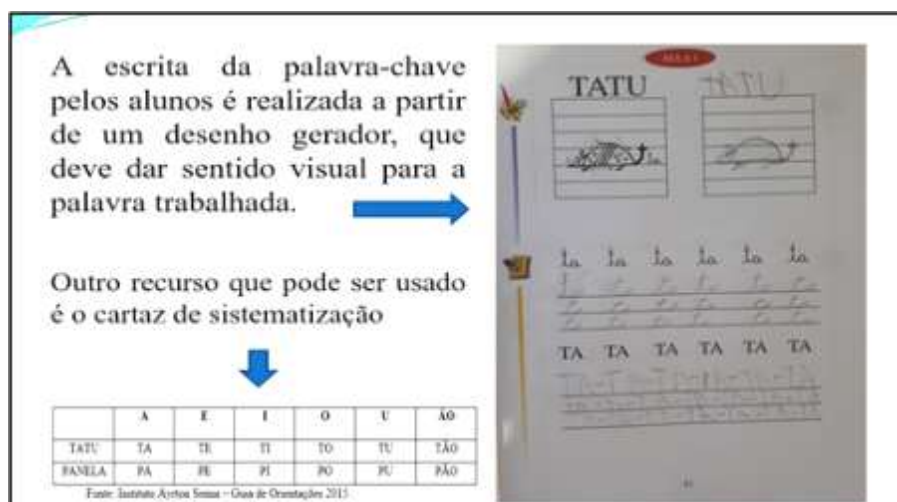 A escrita da palavra-chave
pelos alunos é realizada a partir
de um desenho gerador, que
deve dar sentido visual para a
palavra trabalhada.
Outro recurso que pode ser usado
é o cartaz de sistematização
A E I O U ÃO
TATU TA TE TI TO TU TÃO
PANELA PA PE PI PO PU PÃO
Fonte: Instituto Ayrton Senna – Guia de Orientações 2015
AULA 1
TATU TATU
ta ta ta ta ta ta
TA TA TA TA TA TA